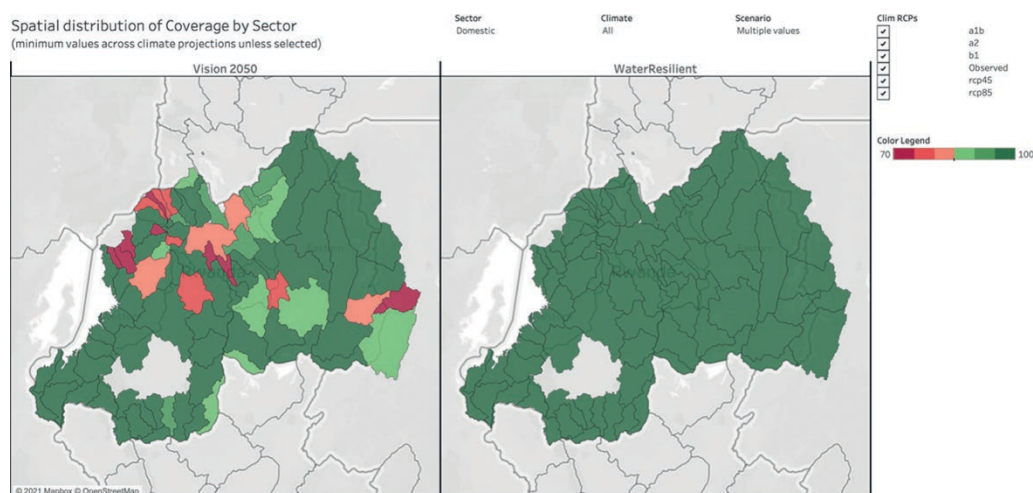 Spatial distribution of Coverage by Sector
(minimum values across climate projections unless selected)
Sector
Domestic
Climate
All
Scenario
Multiple values
Clim RCPs
a1b
a2
b1
Observed
rcp45
rcp85
Color Legend
70
100
Vision 2050
WaterResilient
Rwanda
Rwanda
© 2021 Mapbox © OpenStreetMap